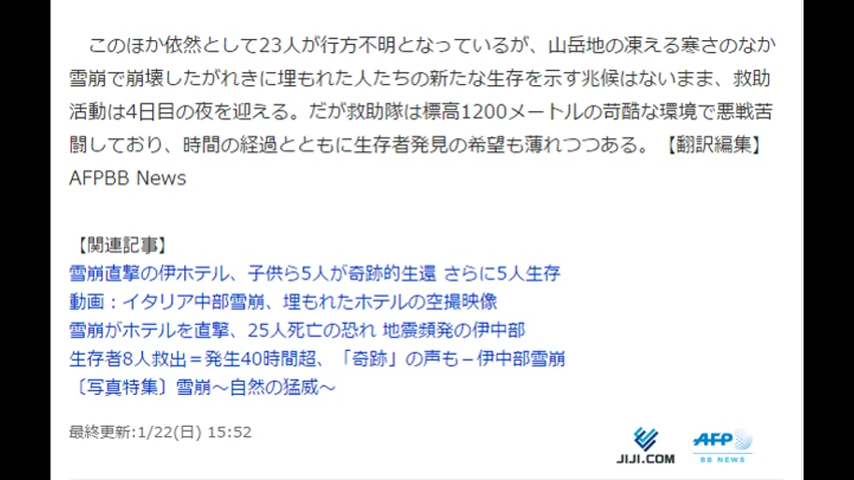 このほか依然として23人が行方不明となっているが、山岳地の凍える寒さのなか
雪崩で崩壊したがれきに埋もれた人たちの新たな生存を示す兆候はないまま、救助
活動は4日目の夜を迎える。だが救助隊は標高1200メートルの苛酷な環境で悪戦苦
闘しており、時間の経過とともに生存者発見の希望も薄れつつある。【翻訳編集】
AFPBB News
【関連記事】
雪崩直撃の伊ホテル、子供ら5人が奇跡的生還 さらに5人生存
動画：イタリア中部雪崩、埋もれたホテルの空撮映像
雪崩がホテルを直撃、25人死亡の恐れ 地震頻発の伊中部
生存者8人救出＝発生40時間超、「奇跡」の声も－伊中部雪崩
〔写真特集〕雪崩～自然の猛威～
最終更新:1/22(日) 15:52
JIJI.COM
AFP
BB NEWS